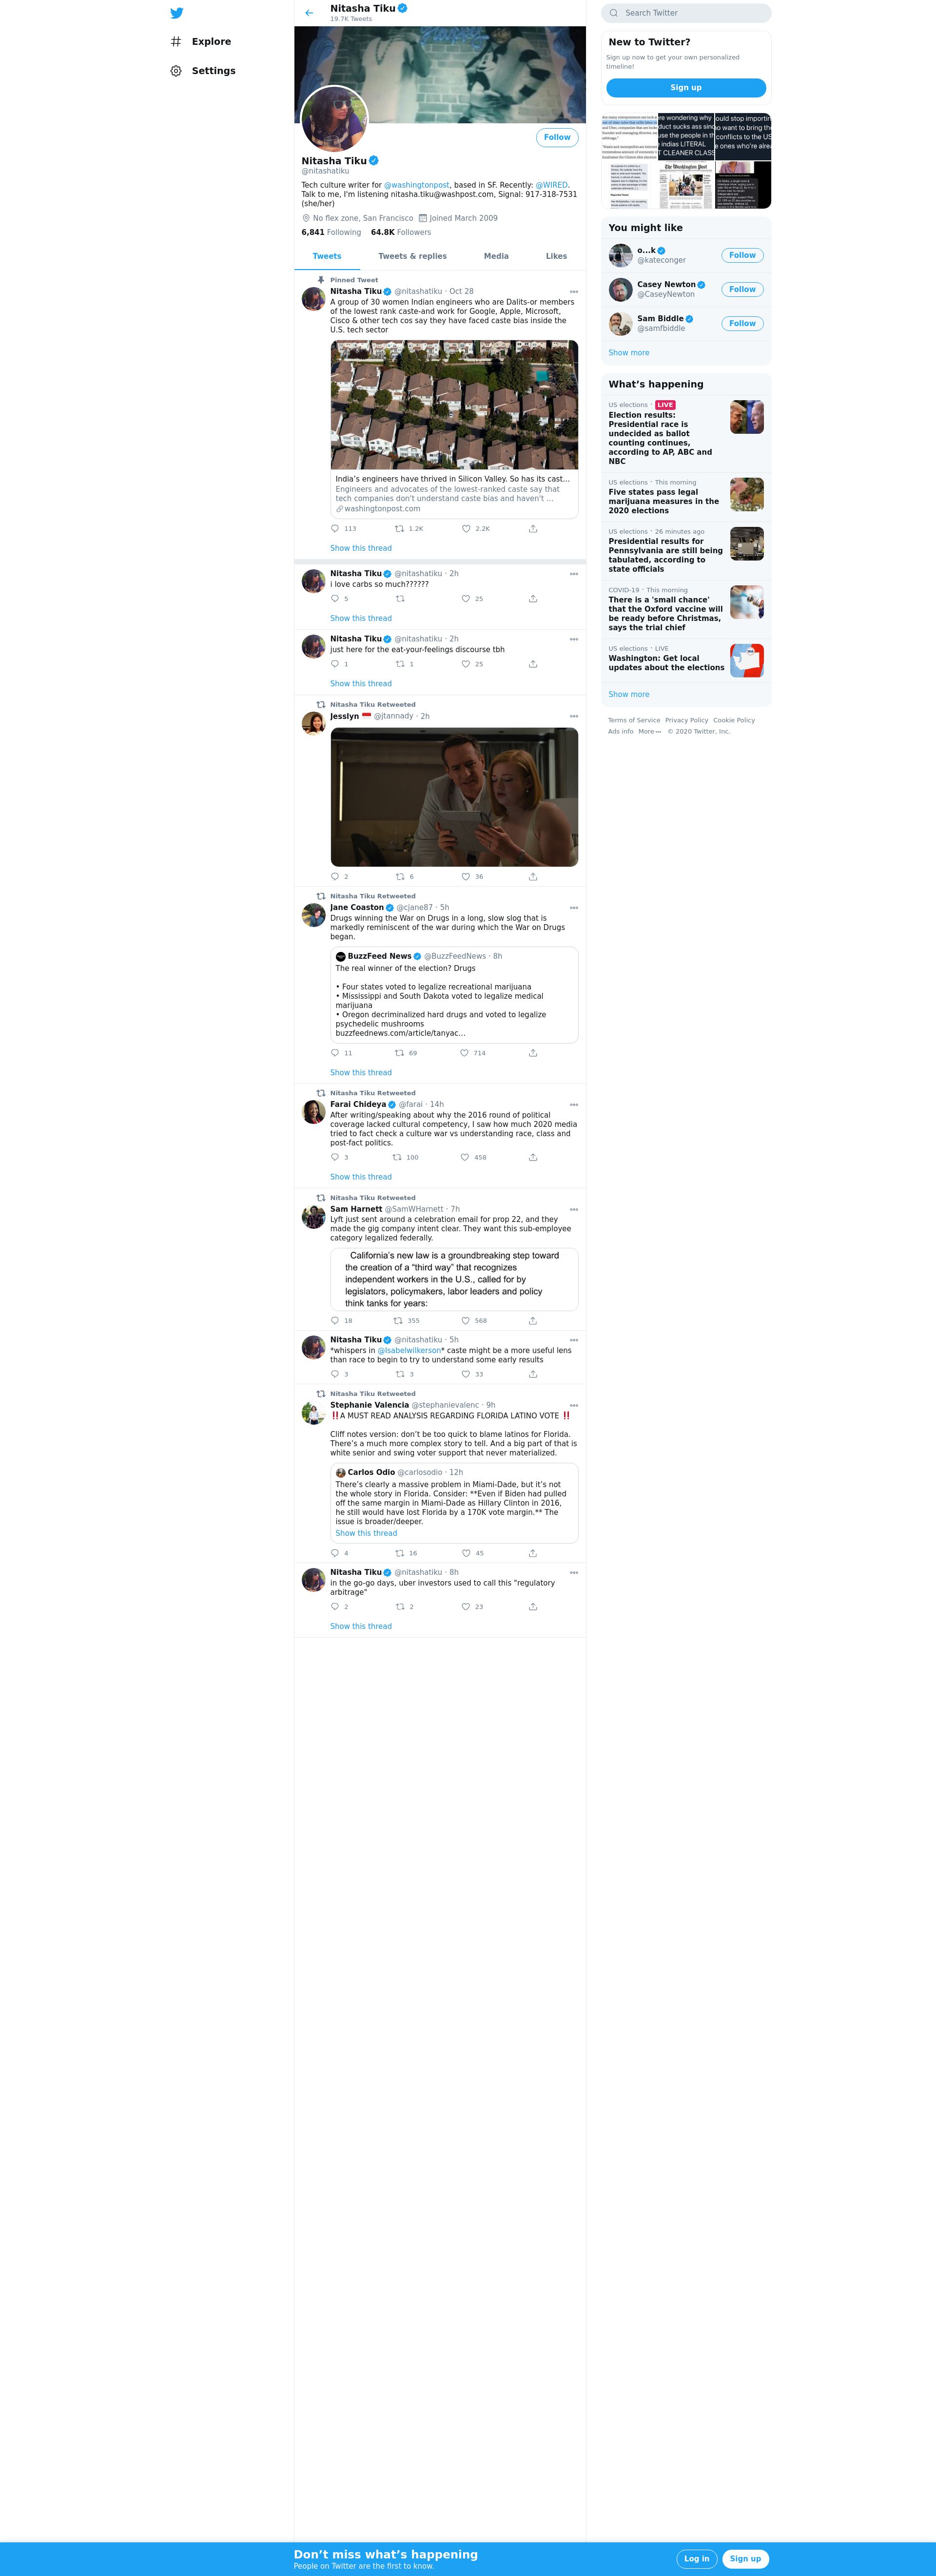 Explore
Settings
Nitasha Tiku
19.7K Tweets
Follow
Nitasha Tiku
@nitashatiku
Tech culture writer for @washingtonpost, based in SF. Recently: @WIRED.
Talk to me, I'm listening nitasha.tiku@washpost.com, Signal: 917-318-7531
(she/her)
No flex zone, San Francisco Joined March 2009
6,841 Following 64.8K Followers
Tweets Tweets & replies Media Likes
Pinned Tweet
Nitasha Tiku @nitashatiku · Oct 28
A group of 30 women Indian engineers who are Dalits-or members
of the lowest rank caste-and work for Google, Apple, Microsoft,
Cisco & other tech cos say they have faced caste bias inside the
U.S. tech sector
India's engineers have thrived in Silicon Valley. So has its cast...
Engineers and advocates of the lowest-ranked caste say that
tech companies don't understand caste bias and haven't ...
washingtonpost.com
113 1.2K 2.2K
Show this thread
Nitasha Tiku @nitashatiku · 2h
i love carbs so much??????
5 25
Show this thread
Nitasha Tiku @nitashatiku · 2h
just here for the eat-your-feelings discourse tbh
1 1 25
Show this thread
Nitasha Tiku Retweeted
Jesslyn @jtannady · 2h
2 6 36
Nitasha Tiku Retweeted
Jane Coaston @cjane87 · 5h
Drugs winning the War on Drugs in a long, slow slog that is
markedly reminiscent of the war during which the War on Drugs
began.
BuzzFeed News @BuzzFeedNews · 8h
The real winner of the election? Drugs
• Four states voted to legalize recreational marijuana
• Mississippi and South Dakota voted to legalize medical
marijuana
• Oregon decriminalized hard drugs and voted to legalize
psychedelic mushrooms
buzzfeednews.com/article/tanyac...
11 69 714
Show this thread
Nitasha Tiku Retweeted
Farai Chideya @farai · 14h
After writing/speaking about why the 2016 round of political
coverage lacked cultural competency, I saw how much 2020 media
tried to fact check a culture war vs understanding race, class and
post-fact politics.
3 100 458
Show this thread
Nitasha Tiku Retweeted
Sam Harnett @SamWHarnett · 7h
Lyft just sent around a celebration email for prop 22, and they
made the gig company intent clear. They want this sub-employee
category legalized federally.
California's new law is a groundbreaking step toward
the creation of a "third way" that recognizes
independent workers in the U.S., called for by
legislators, policymakers, labor leaders and policy
think tanks for years:
18 355 568
Nitasha Tiku @nitashatiku · 5h
*whispers in @Isabelwilkerson* caste might be a more useful lens
than race to begin to try to understand some early results
3 3 33
Nitasha Tiku Retweeted
Stephanie Valencia @stephanievalenc · 9h
‼️A MUST READ ANALYSIS REGARDING FLORIDA LATINO VOTE ‼️
Cliff notes version: don't be too quick to blame latinos for Florida.
There's a much more complex story to tell. And a big part of that is
white senior and swing voter support that never materialized.
Carlos Odio @carlosodio · 12h
There's clearly a massive problem in Miami-Dade, but it's not
the whole story in Florida. Consider: **Even if Biden had pulled
off the same margin in Miami-Dade as Hillary Clinton in 2016,
he still would have lost Florida by a 170K vote margin.** The
issue is broader/deeper.
Show this thread
4 16 45
Nitasha Tiku @nitashatiku · 8h
in the go-go days, uber investors used to call this "regulatory
arbitrage"
2 2 23
Show this thread
Search Twitter
New to Twitter?
Sign up now to get your own personalized
timeline!
Sign up
You might like
o...k
@kateconger
Follow
Casey Newton
@CaseyNewton
Follow
Sam Biddle
@samfbiddle
Follow
Show more
What's happening
US elections · LIVE
Election results:
Presidential race is
undecided as ballot
counting continues,
according to AP, ABC and
NBC
US elections · This morning
Five states pass legal
marijuana measures in the
2020 elections
US elections · 26 minutes ago
Presidential results for
Pennsylvania are still being
tabulated, according to
state officials
COVID-19 · This morning
There is a 'small chance'
that the Oxford vaccine will
be ready before Christmas,
says the trial chief
US elections · LIVE
Washington: Get local
updates about the elections
Show more
Terms of Service Privacy Policy Cookie Policy
Ads info More © 2020 Twitter, Inc.
Don't miss what's happening
People on Twitter are the first to know.
Log in
Sign up